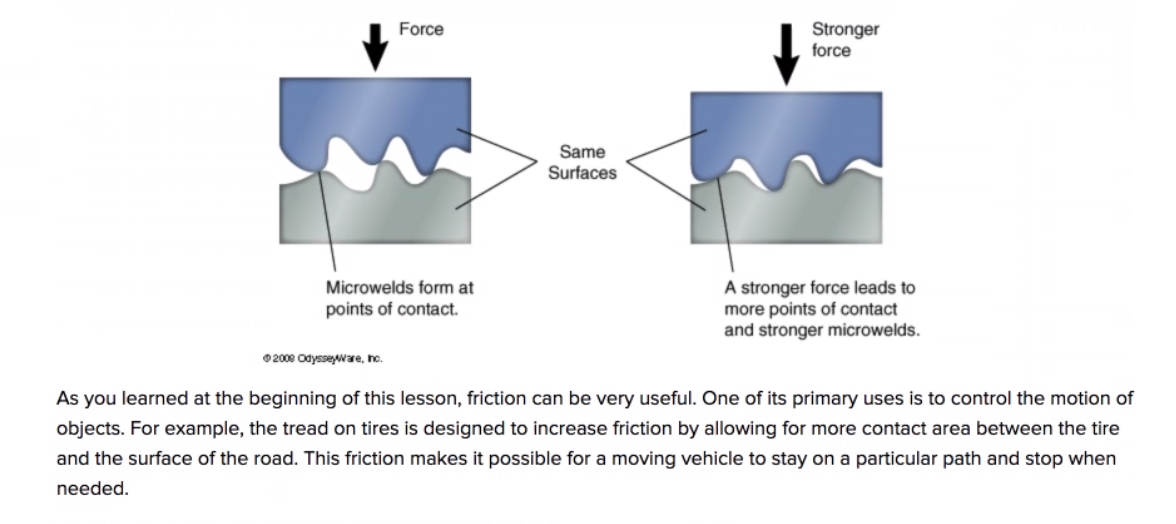 Force
Stronger
force
Same
Surfaces
Microwelds form at
points of contact.
A stronger force leads to
more points of contact
and stronger microwelds.
© 2008 OdysseyWare, Inc.
As you learned at the beginning of this lesson, friction can be very useful. One of its primary uses is to control the motion of
objects. For example, the tread on tires is designed to increase friction by allowing for more contact area between the tire
and the surface of the road. This friction makes it possible for a moving vehicle to stay on a particular path and stop when
needed.